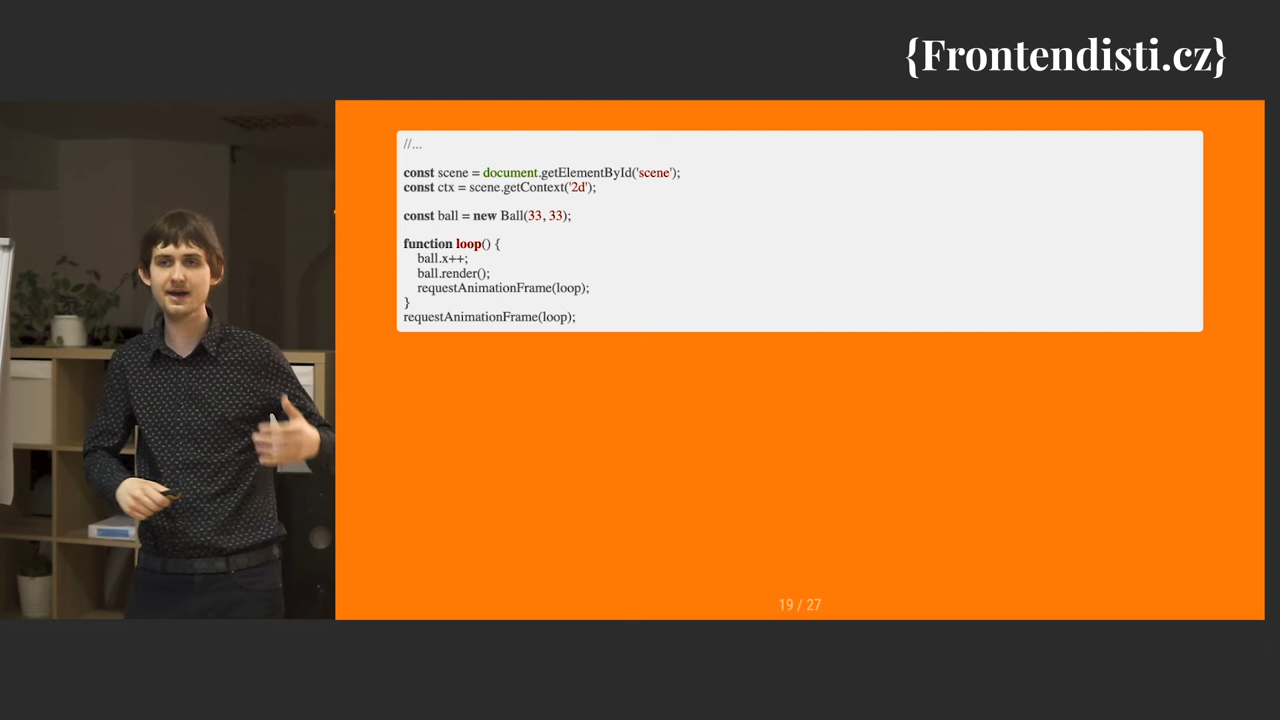 {Frontendisti.cz}
//...
const scene = document.getElementById('scene');
const ctx = scene.getContext('2d');
const ball = new Ball(33, 33);
function loop() {
ball.x++;
ball.render();
requestAnimationFrame(loop);
}
requestAnimationFrame(loop);
19 / 27